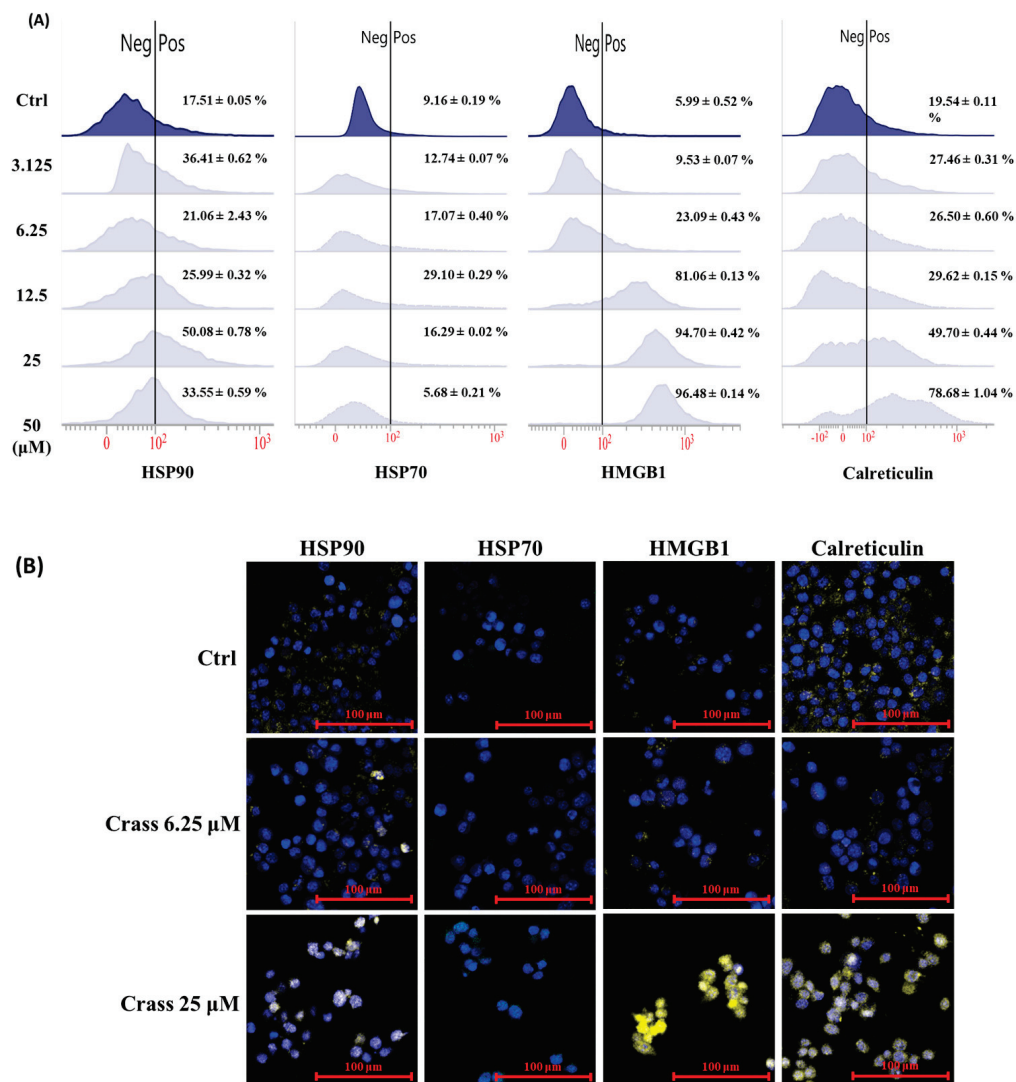 (A)
Neg Pos Neg Pos Neg Pos Neg Pos
Ctrl 17.51 ± 0.05 % 9.16 ± 0.19 % 5.99 ± 0.52 % 19.54 ± 0.11 %
3.125 36.41 ± 0.62 % 12.74 ± 0.07 % 9.53 ± 0.07 % 27.46 ± 0.31 %
6.25 21.06 ± 2.43 % 17.07 ± 0.40 % 23.09 ± 0.43 % 26.50 ± 0.60 %
12.5 25.99 ± 0.32 % 29.10 ± 0.29 % 81.06 ± 0.13 % 29.62 ± 0.15 %
25 50.08 ± 0.78 % 16.29 ± 0.02 % 94.70 ± 0.42 % 49.70 ± 0.44 %
50 33.55 ± 0.59 % 5.68 ± 0.21 % 96.48 ± 0.14 % 78.68 ± 1.04 %
(µM) 0 10² 10³ 0 10² 10³ 0 10² 10³ -10² 0 10² 10³
HSP90 HSP70 HMGB1 Calreticulin
(B)
HSP90 HSP70 HMGB1 Calreticulin
Ctrl
100 µm 100 µm 100 µm 100 µm
Crass 6.25 µM
100 µm 100 µm 100 µm 100 µm
Crass 25 µM
100 µm 100 µm 100 µm 100 µm